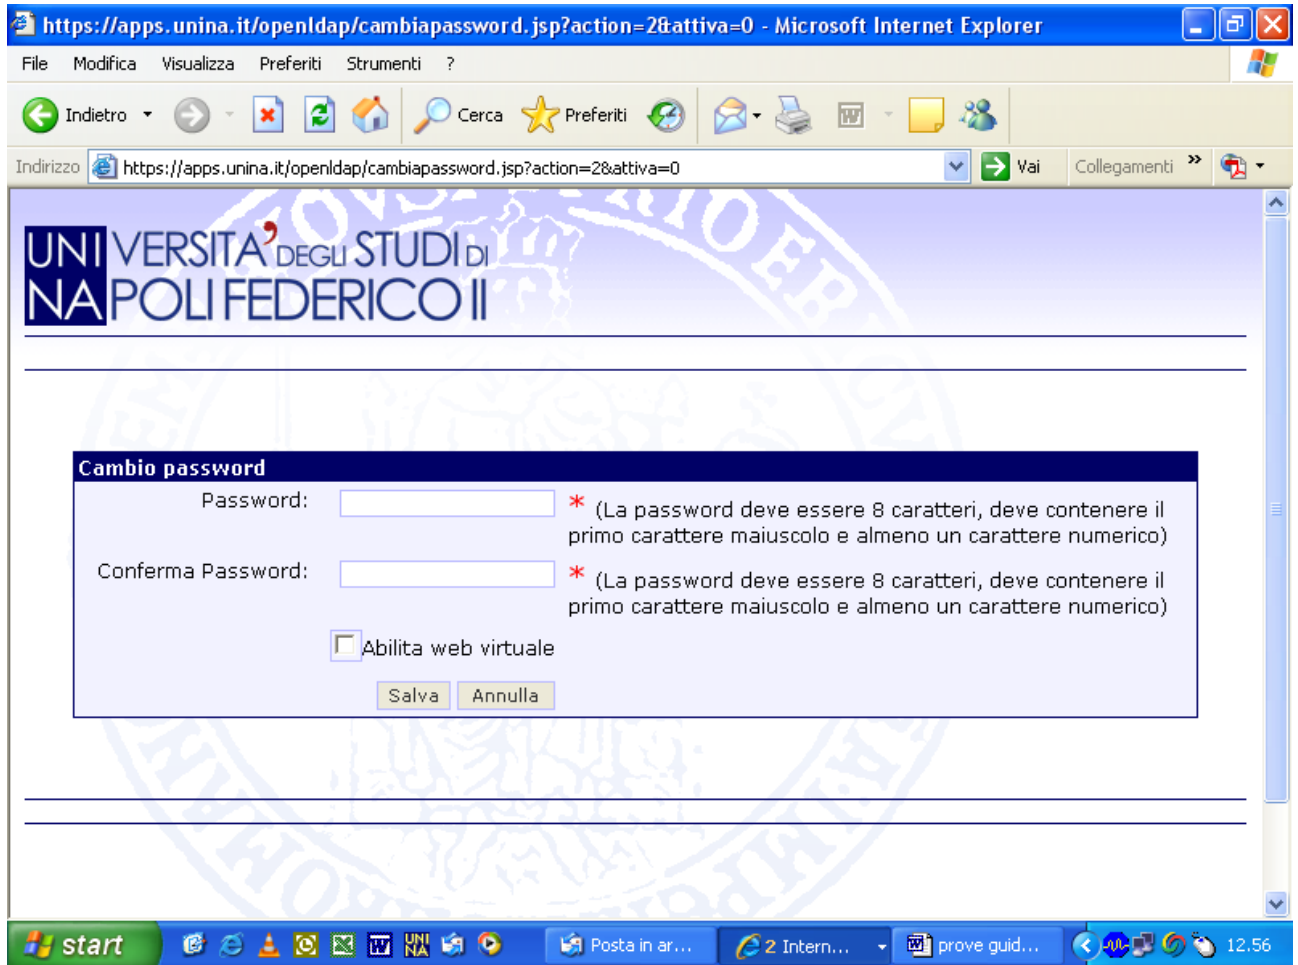 https://apps.unina.it/openldap/cambiapassword.jsp?action=2&attiva=0 - Microsoft Internet Explorer
File Modifica Visualizza Preferiti Strumenti ?
Indietro Cerca Preferiti
Indirizzo https://apps.unina.it/openldap/cambiapassword.jsp?action=2&attiva=0 Vai Collegamenti »
UNIVERSITA' DEGLI STUDI DI
NAPOLI FEDERICO II
Cambio password
Password: * (La password deve essere 8 caratteri, deve contenere il
primo carattere maiuscolo e almeno un carattere numerico)
Conferma Password: * (La password deve essere 8 caratteri, deve contenere il
primo carattere maiuscolo e almeno un carattere numerico)
Abilita web virtuale
Salva Annulla
start UNI NA Posta in ar... 2 Intern... prove guid... 12.56